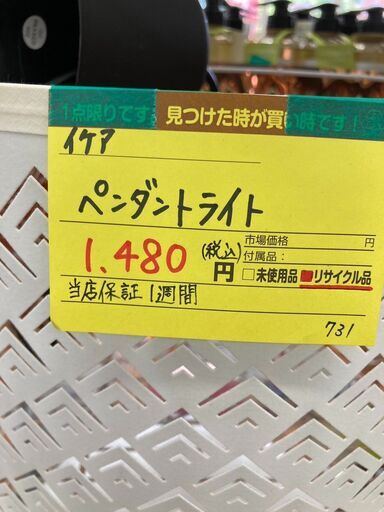 1点限りです 見つけた時が買い時です!
イケア
ペンダントライト
市場価格 円
付属品:
1,480 (税込) 円 □未使用品 ■リサイクル品
当店保証1週間
731